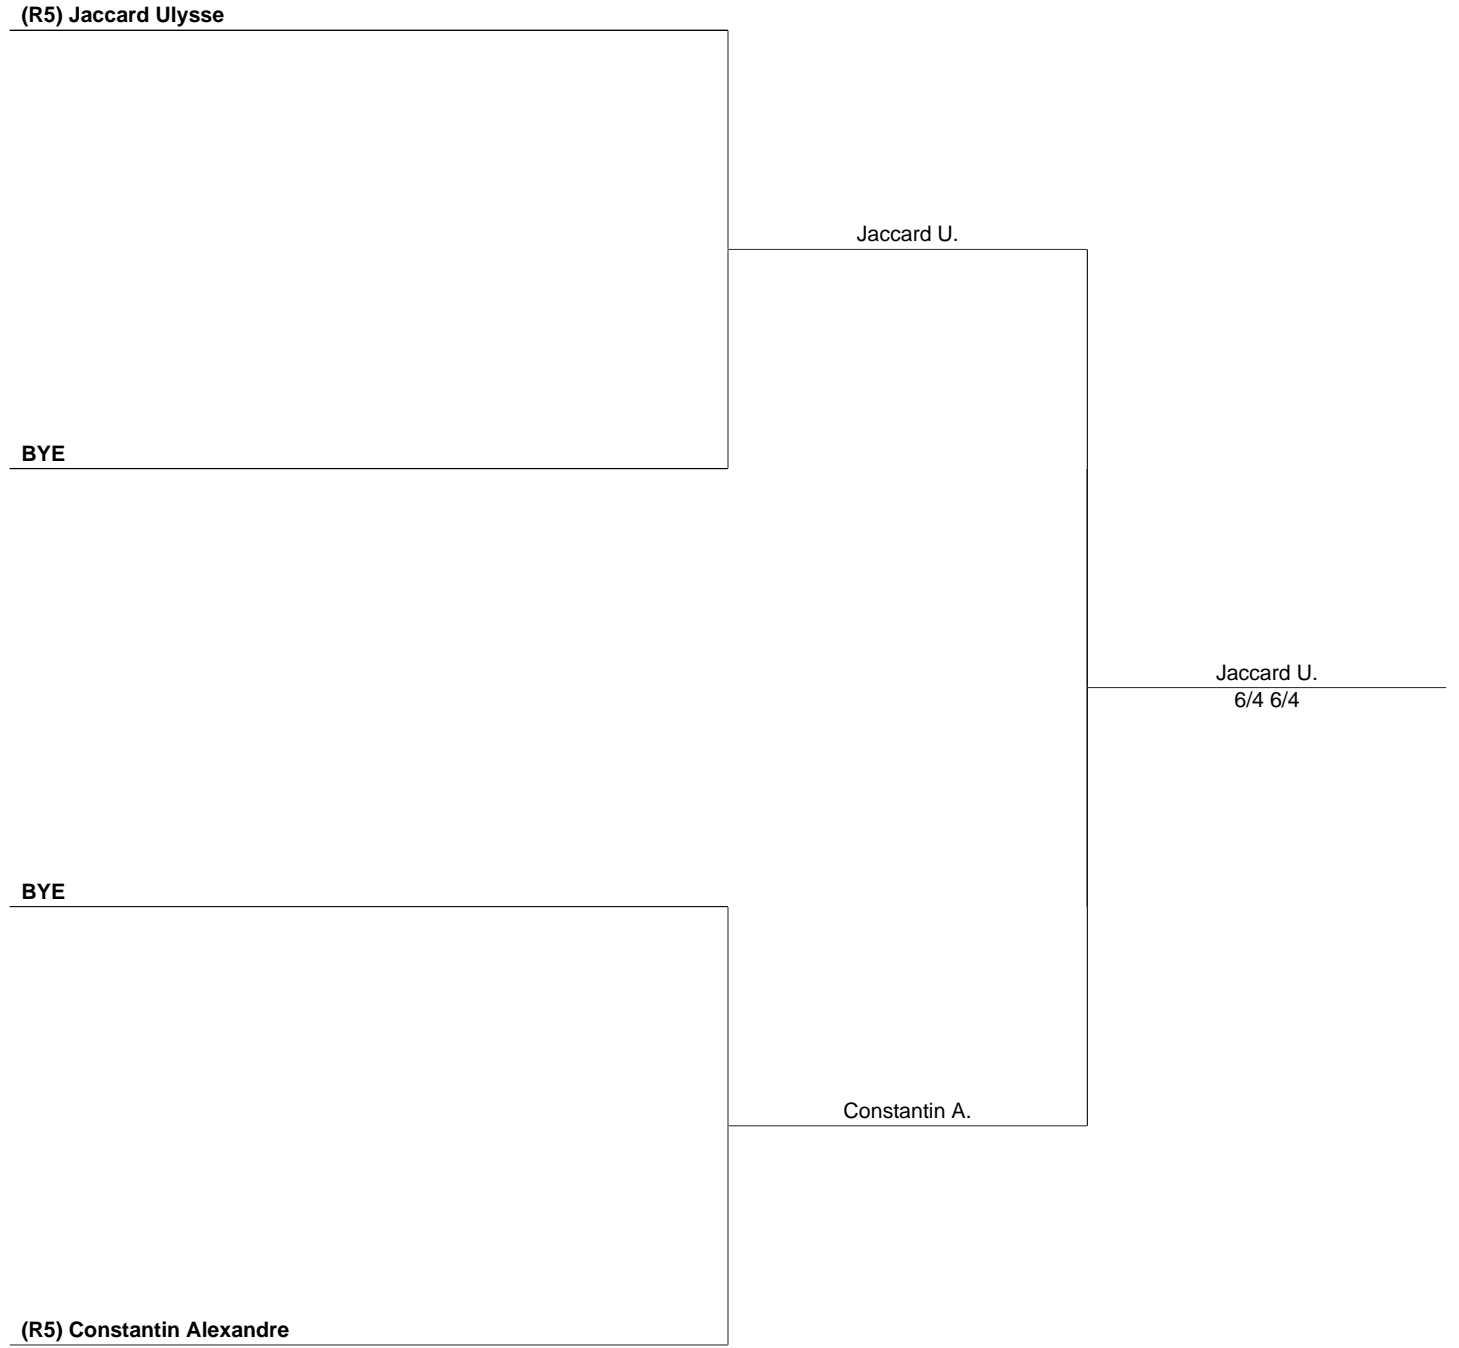 (R5) Jaccard Ulysse
Jaccard U.
BYE
Jaccard U.
6/4 6/4
BYE
Constantin A.
(R5) Constantin Alexandre